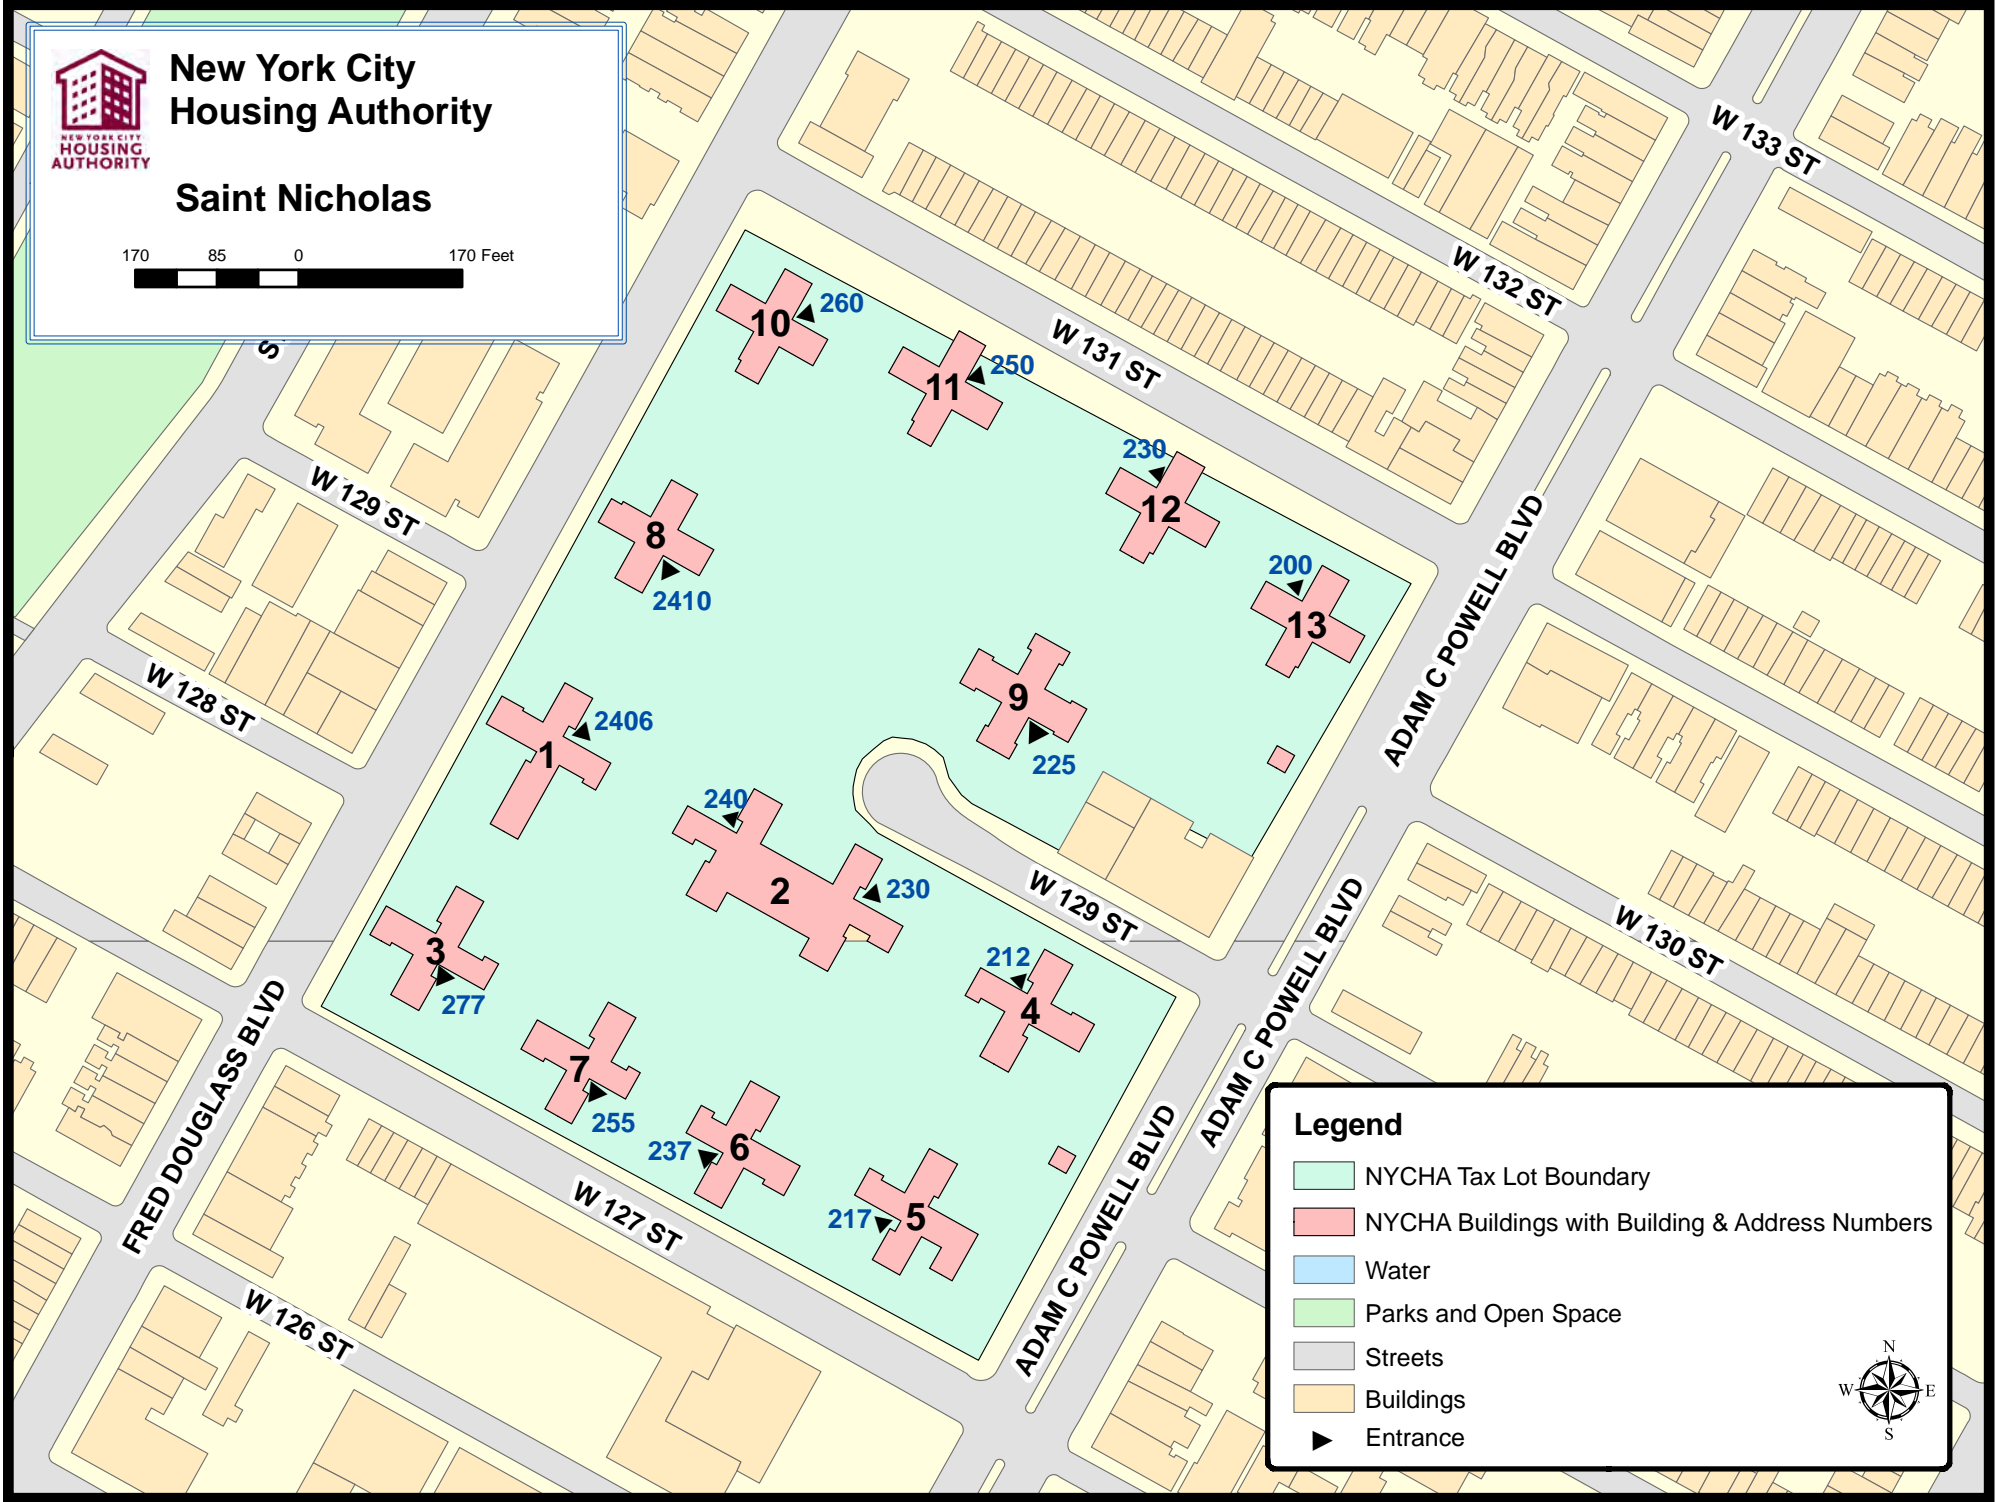 New York City
Housing Authority
NEW YORK CITY
HOUSING
AUTHORITY
Saint Nicholas
170 85 0 170 Feet
W 133 ST
W 132 ST
W 131 ST
W 129 ST
W 128 ST
ADAM C POWELL BLVD
W 129 ST
W 130 ST
ADAM C POWELL BLVD
FRED DOUGLASS BLVD
W 127 ST
ADAM C POWELL BLVD
W 126 ST
10 260
11 250
230
12
200
13
8
2410
9
225
1 2406
240
2 230
3
277
212
4
7
255
237 6
217 5
Legend
NYCHA Tax Lot Boundary
NYCHA Buildings with Building & Address Numbers
Water
Parks and Open Space
Streets
Buildings
Entrance
N
W E
S